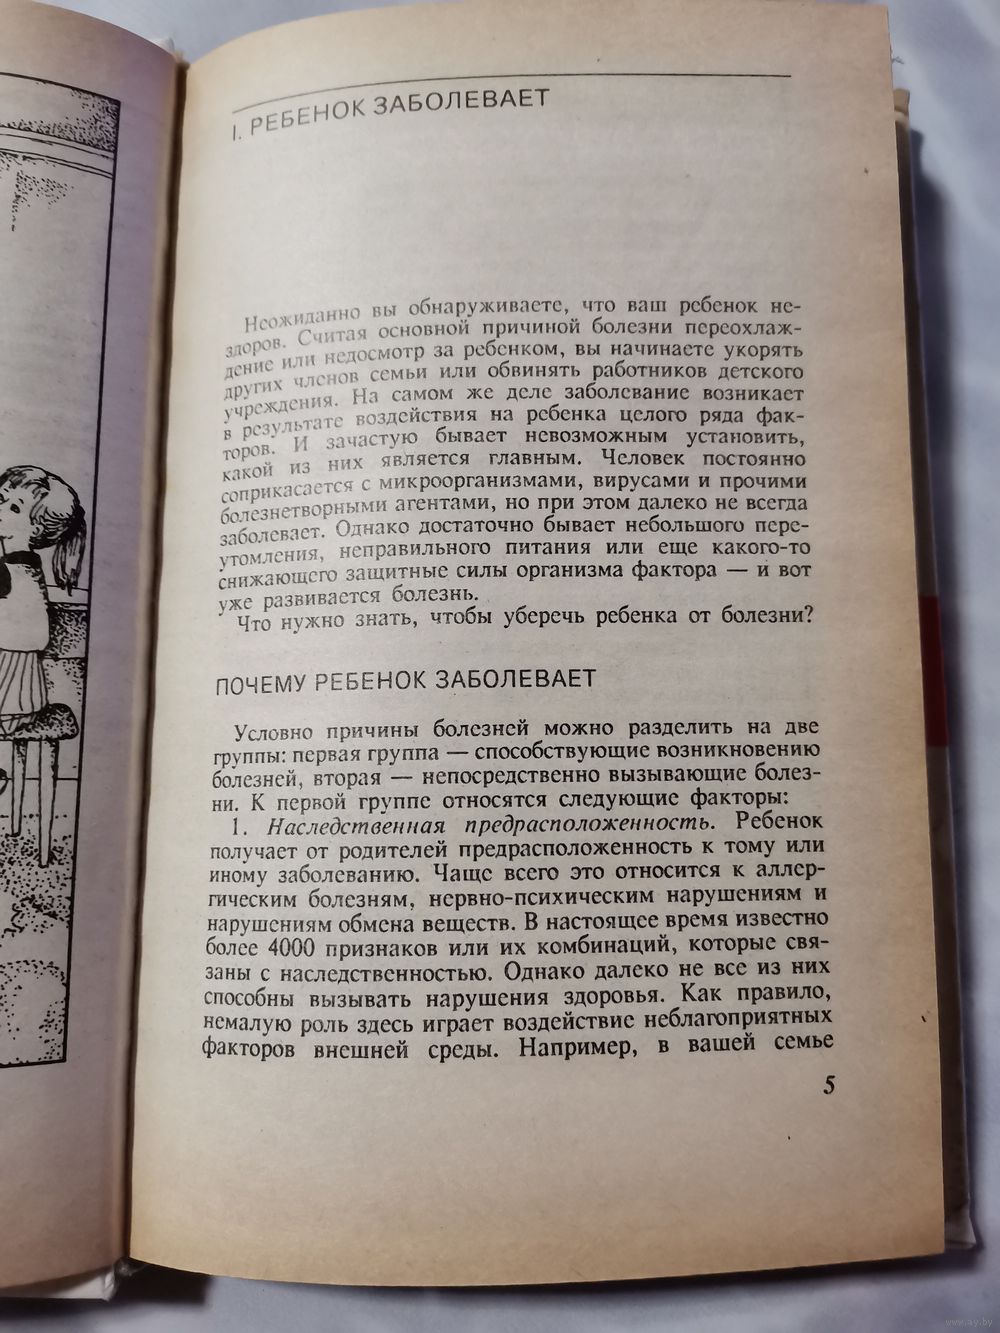 I. РЕБЕНОК ЗАБОЛЕВАЕТ
Неожиданно вы обнаруживаете, что ваш ребенок не-
здоров. Считая основной причиной болезни переохлаж-
дение или недосмотр за ребенком, вы начинаете укорять
других членов семьи или обвинять работников детского
учреждения. На самом же деле заболевание возникает
в результате воздействия на ребенка целого ряда фак-
торов. И зачастую бывает невозможным установить,
какой из них является главным. Человек постоянно
соприкасается с микроорганизмами, вирусами и прочими
болезнетворными агентами, но при этом далеко не всегда
заболевает. Однако достаточно бывает небольшого пере-
утомления, неправильного питания или еще какого-то
снижающего защитные силы организма фактора — и вот
уже развивается болезнь.
Что нужно знать, чтобы уберечь ребенка от болезни?
ПОЧЕМУ РЕБЕНОК ЗАБОЛЕВАЕТ
Условно причины болезней можно разделить на две
группы: первая группа — способствующие возникновению
болезней, вторая — непосредственно вызывающие болез-
ни. К первой группе относятся следующие факторы:
1. Наследственная предрасположенность. Ребенок
получает от родителей предрасположенность к тому или
иному заболеванию. Чаще всего это относится к аллер-
гическим болезням, нервно-психическим нарушениям и
нарушениям обмена веществ. В настоящее время известно
более 4000 признаков или их комбинаций, которые свя-
заны с наследственностью. Однако далеко не все из них
способны вызывать нарушения здоровья. Как правило,
немалую роль здесь играет воздействие неблагоприятных
факторов внешней среды. Например, в вашей семье
5
www.ay.by